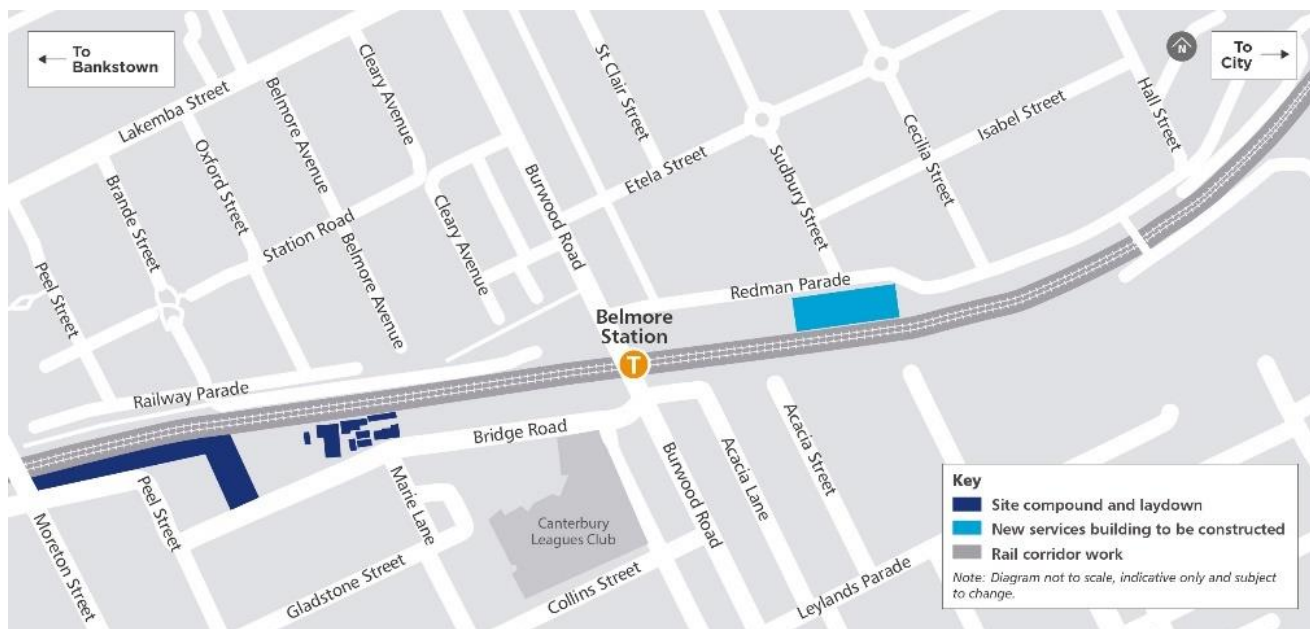 To
Bankstown
N
To
City
Lakemba Street
Belmore Avenue
Cleary Avenue
St Clair Street
Hall Street
Isabel Street
Cecilia Street
Oxford Street
Brande Street
Etela Street
Sudbury Street
Burwood Road
Cleary Avenue
Station Road
Belmore Avenue
Peel Street
Redman Parade
Belmore
Station
T
Railway Parade
Bridge Road
Acacia Street
Acacia Lane
Burwood Road
Marie Lane
Peel Street
Moreton Street
Canterbury
Leagues Club
Gladstone Street
Collins Street
Leylands Parade
Key
Site compound and laydown
New services building to be constructed
Rail corridor work
Note: Diagram not to scale, indicative only and subject
to change.